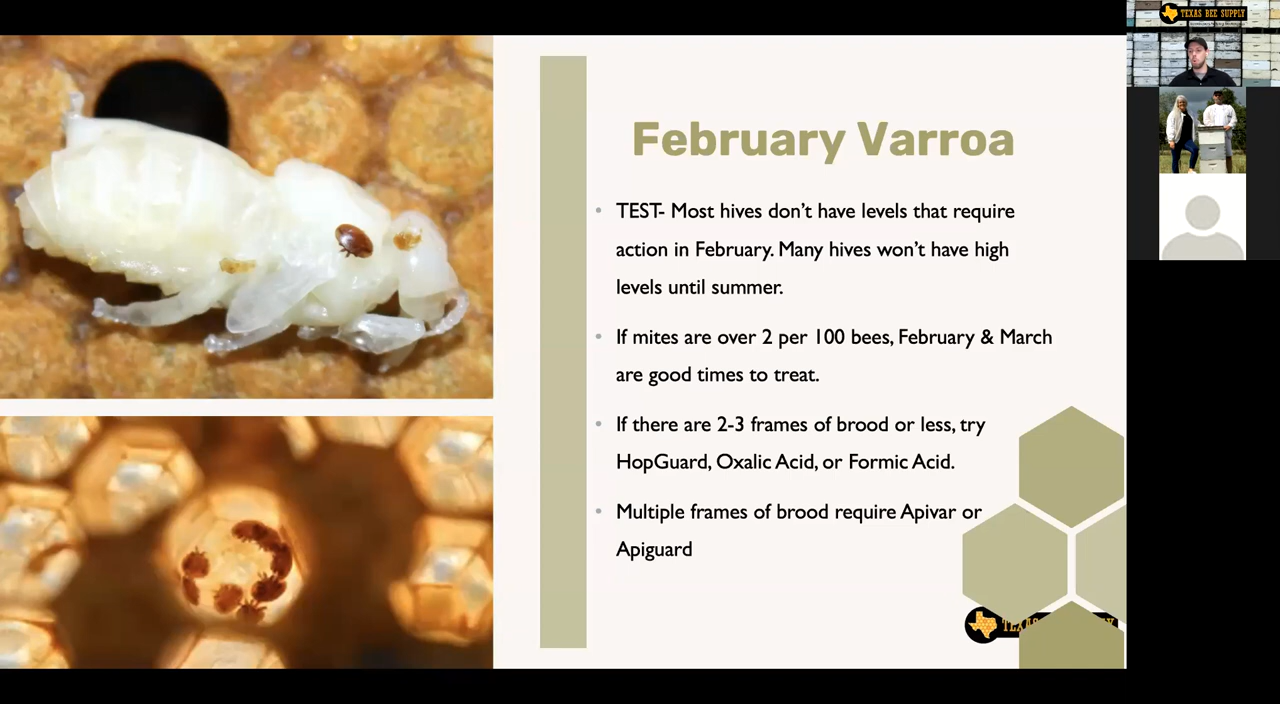 TEXAS BEE SUPPLY
February Varroa
• TEST- Most hives don't have levels that require
action in February. Many hives won't have high
levels until summer.
• If mites are over 2 per 100 bees, February & March
are good times to treat.
• If there are 2-3 frames of brood or less, try
HopGuard, Oxalic Acid, or Formic Acid.
• Multiple frames of brood require Apivar or
Apiguard